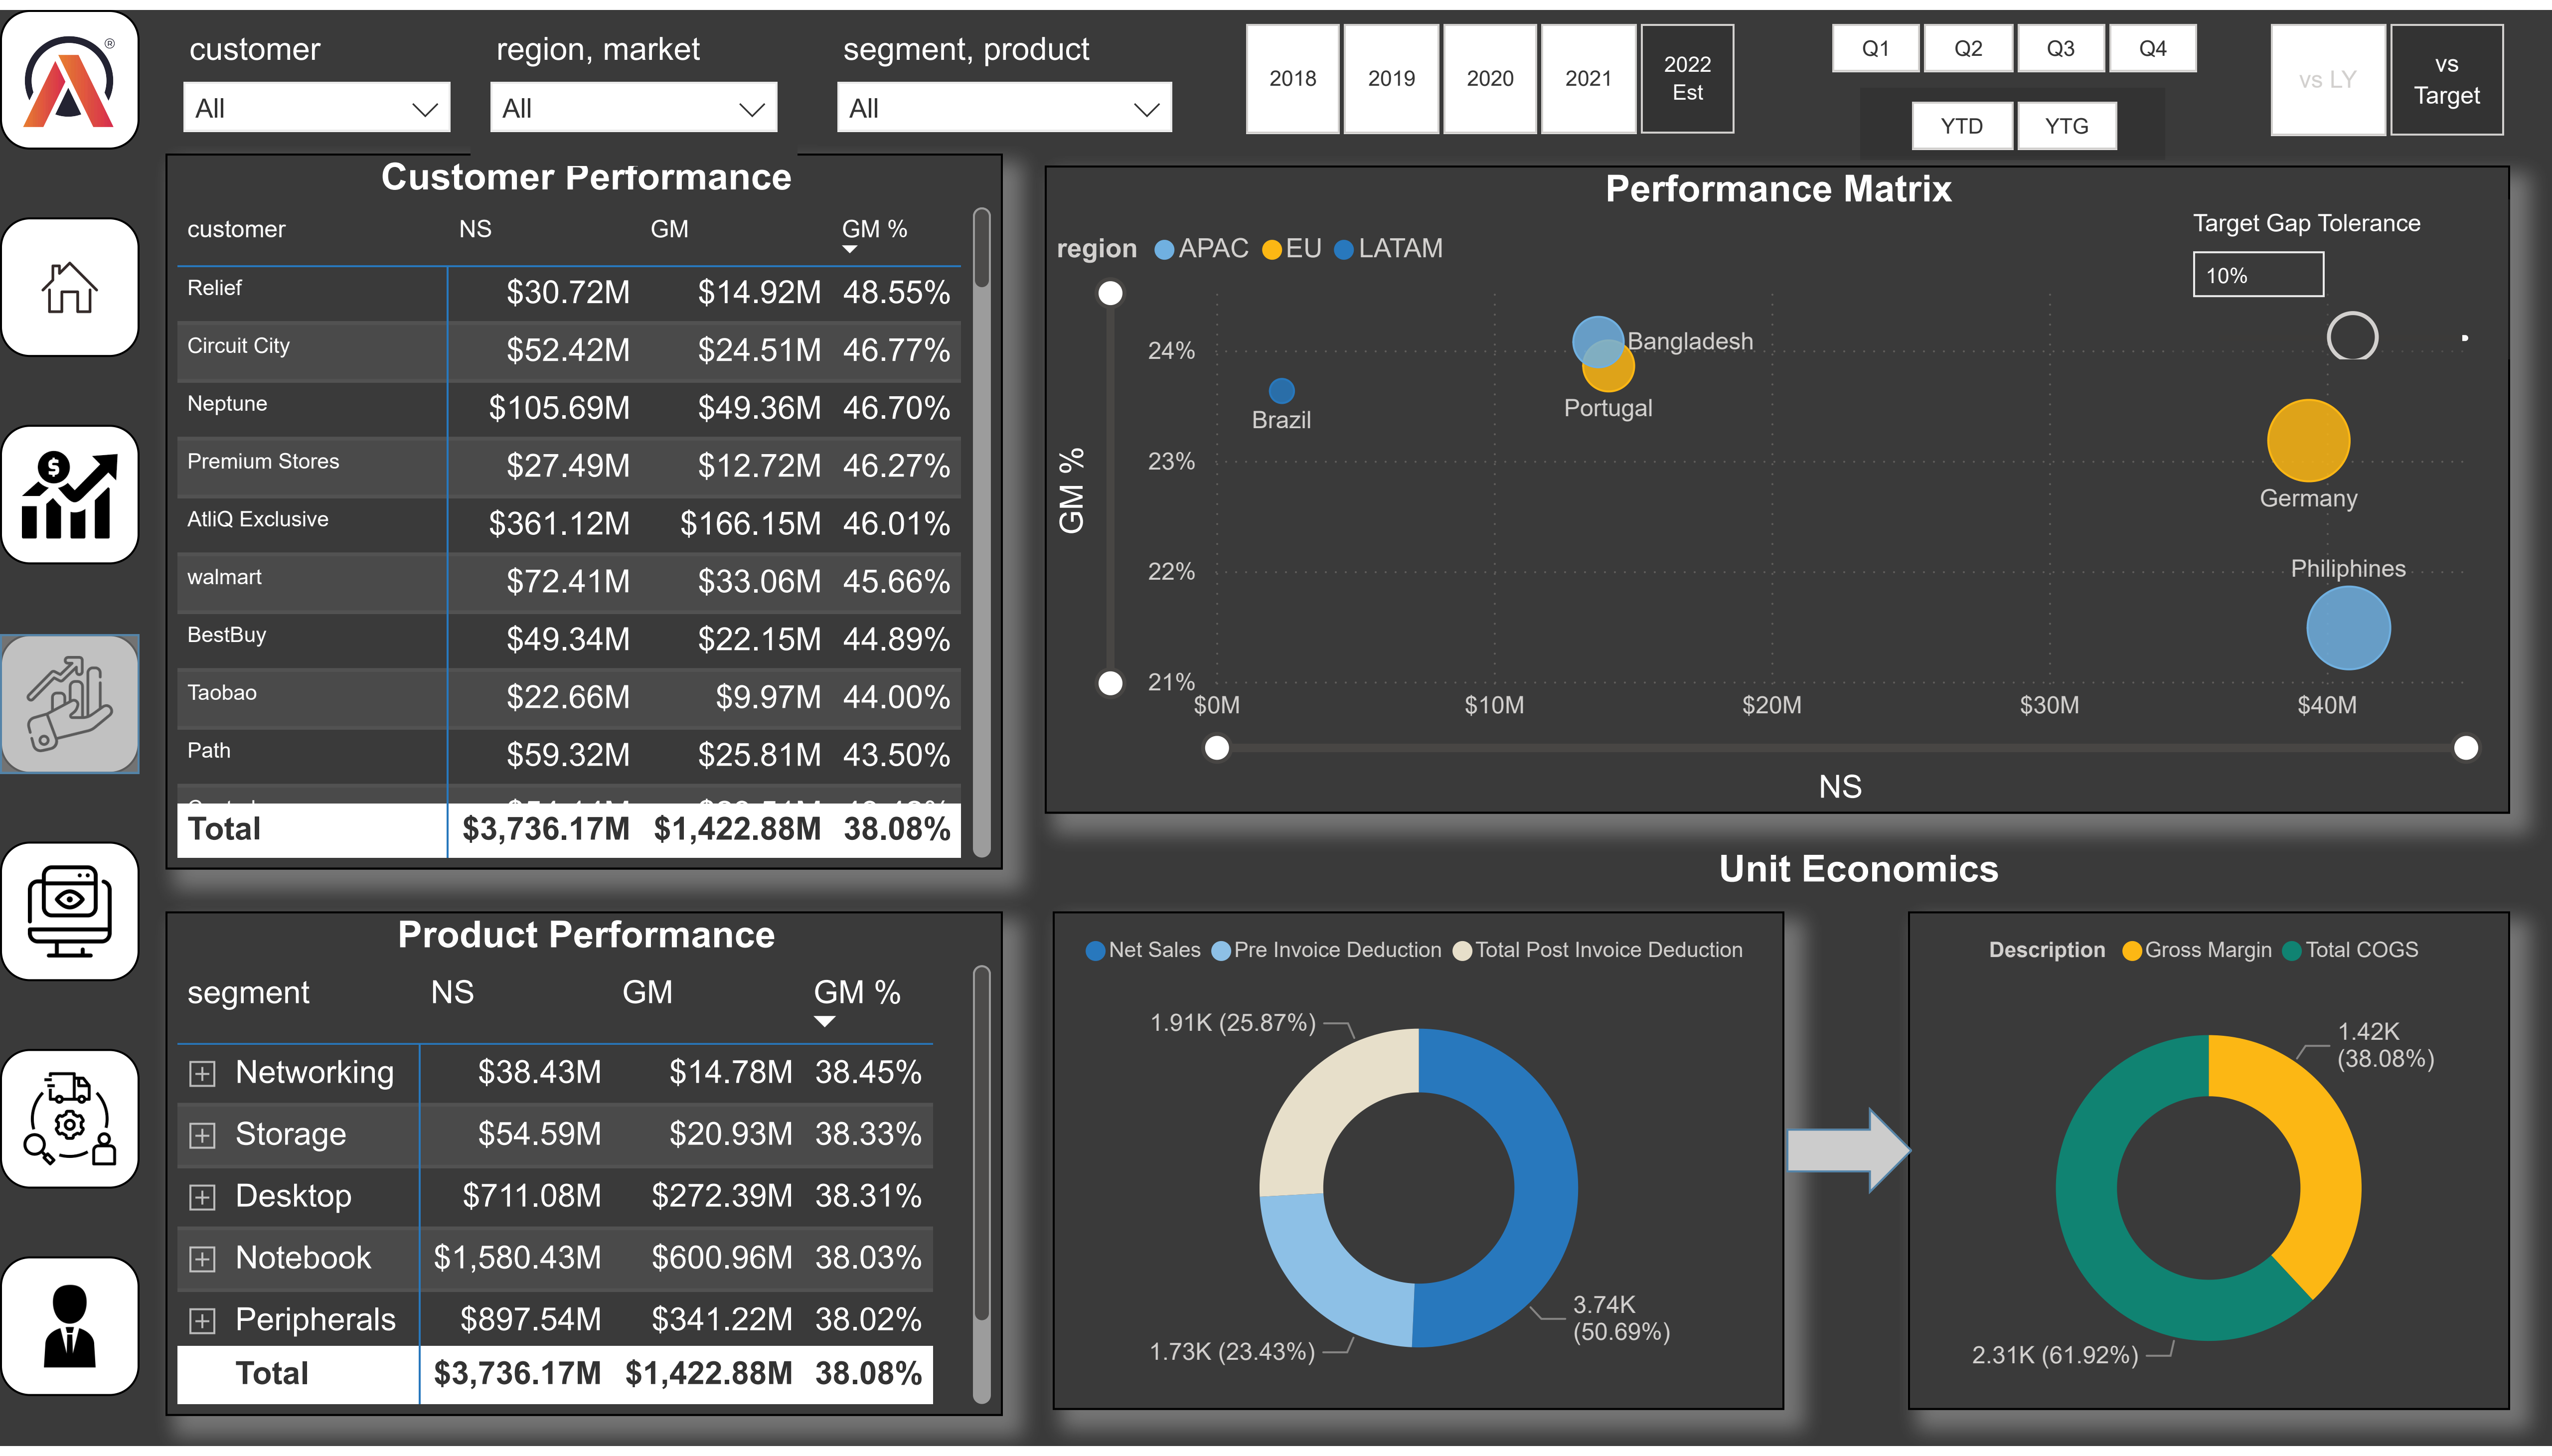 ®
customer
region, market
segment, product
All
All
All
2018
2019
2020
2021
2022
Est
Q1
Q2
Q3
Q4
YTD
YTG
vs LY
vs
Target
Customer Performance
customer NS GM GM %
Relief $30.72M $14.92M 48.55%
Circuit City $52.42M $24.51M 46.77%
Neptune $105.69M $49.36M 46.70%
Premium Stores $27.49M $12.72M 46.27%
AtliQ Exclusive $361.12M $166.15M 46.01%
walmart $72.41M $33.06M 45.66%
BestBuy $49.34M $22.15M 44.89%
Taobao $22.66M $9.97M 44.00%
Path $59.32M $25.81M 43.50%
Total $3,736.17M $1,422.88M 38.08%
Performance Matrix
Target Gap Tolerance
10%
region APAC EU LATAM
GM %
24%
23%
22%
21%
Bangladesh
Portugal
Brazil
Germany
Philiphines
$0M $10M $20M $30M $40M
NS
Product Performance
segment NS GM GM %
Networking $38.43M $14.78M 38.45%
Storage $54.59M $20.93M 38.33%
Desktop $711.08M $272.39M 38.31%
Notebook $1,580.43M $600.96M 38.03%
Peripherals $897.54M $341.22M 38.02%
Total $3,736.17M $1,422.88M 38.08%
Unit Economics
Net Sales Pre Invoice Deduction Total Post Invoice Deduction
1.91K (25.87%)
1.73K (23.43%)
3.74K
(50.69%)
Description Gross Margin Total COGS
1.42K
(38.08%)
2.31K (61.92%)